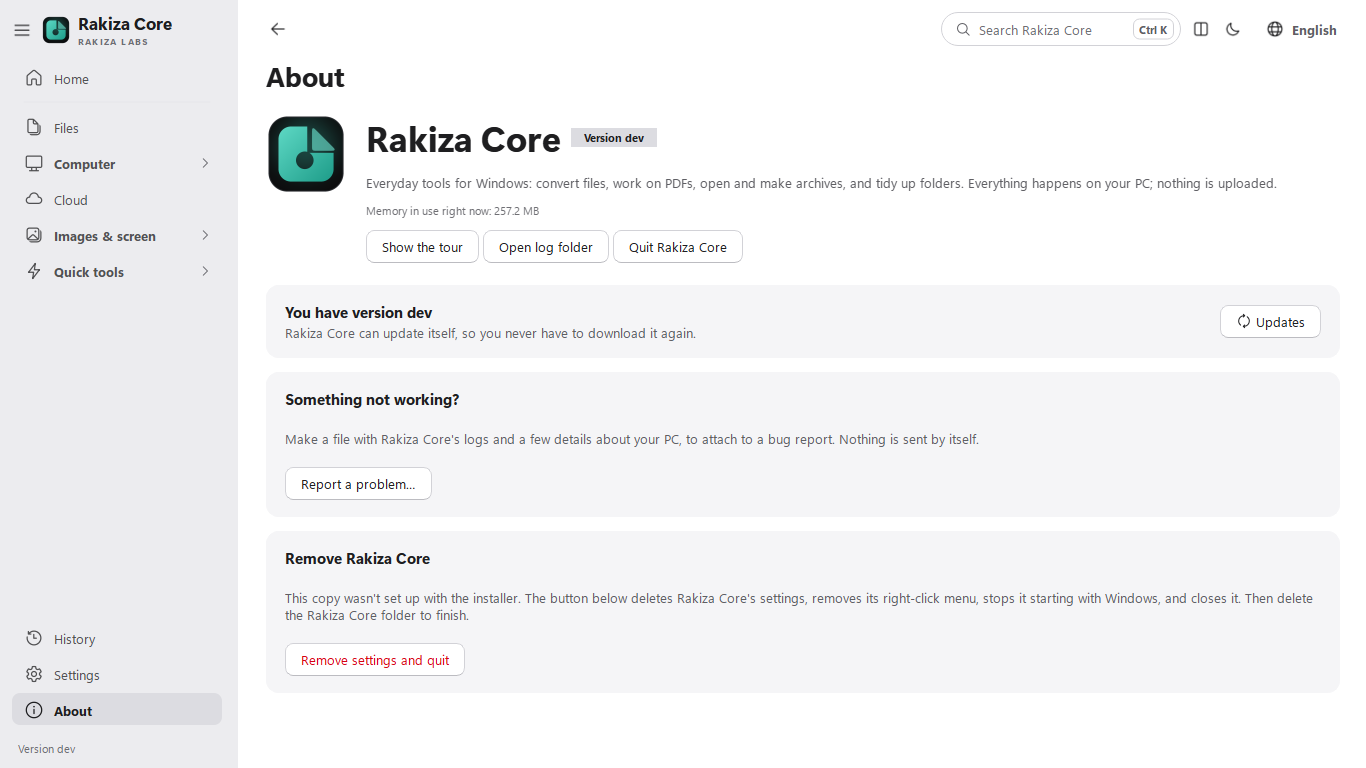 Rakiza Core
RAKIZA LABS
Home
Files
Computer
Cloud
Images & screen
Quick tools
History
Settings
About
Version dev
Search Rakiza Core
Ctrl K
English
About
Rakiza Core
Version dev
Everyday tools for Windows: convert files, work on PDFs, open and make archives, and tidy up folders. Everything happens on your PC; nothing is uploaded.
Memory in use right now: 257.2 MB
Show the tour
Open log folder
Quit Rakiza Core
You have version dev
Rakiza Core can update itself, so you never have to download it again.
Updates
Something not working?
Make a file with Rakiza Core's logs and a few details about your PC, to attach to a bug report. Nothing is sent by itself.
Report a problem...
Remove Rakiza Core
This copy wasn't set up with the installer. The button below deletes Rakiza Core's settings, removes its right-click menu, stops it starting with Windows, and closes it. Then delete
the Rakiza Core folder to finish.
Remove settings and quit